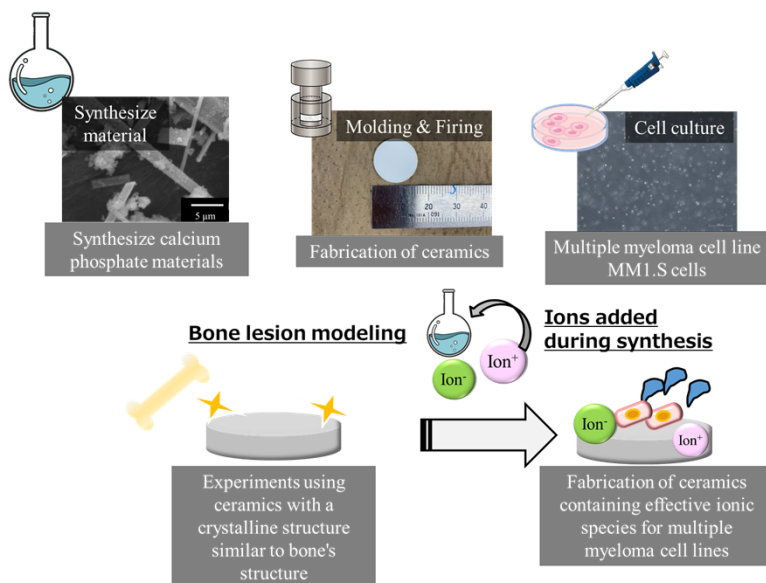 Synthesize
material
5 μm
Synthesize calcium
phosphate materials
Molding & Firing
20 30 40
Fabrication of ceramics
Cell culture
Multiple myeloma cell line
MM1.S cells
Bone lesion modeling
Ions added
during synthesis
Ion⁻
Ion⁺
Ion⁻
Ion⁺
Experiments using
ceramics with a
crystalline structure
similar to bone's
structure
Fabrication of ceramics
containing effective ionic
species for multiple
myeloma cell lines